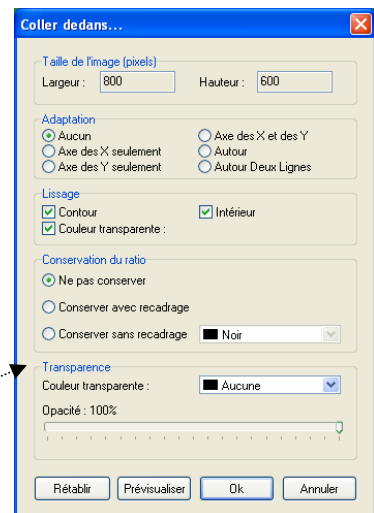 Coller dedans...
Taille de l'image (pixels)
Largeur : 800 Hauteur : 600
Adaptation
Aucun Axe des X et des Y
Axe des X seulement Autour
Axe des Y seulement Autour Deux Lignes
Lissage
Contour Intérieur
Couleur transparente :
Conservation du ratio
Ne pas conserver
Conserver avec recadrage
Conserver sans recadrage Noir
Transparence
Couleur transparente : Aucune
Opacité : 100%
Rétablir Prévisualiser Ok Annuler